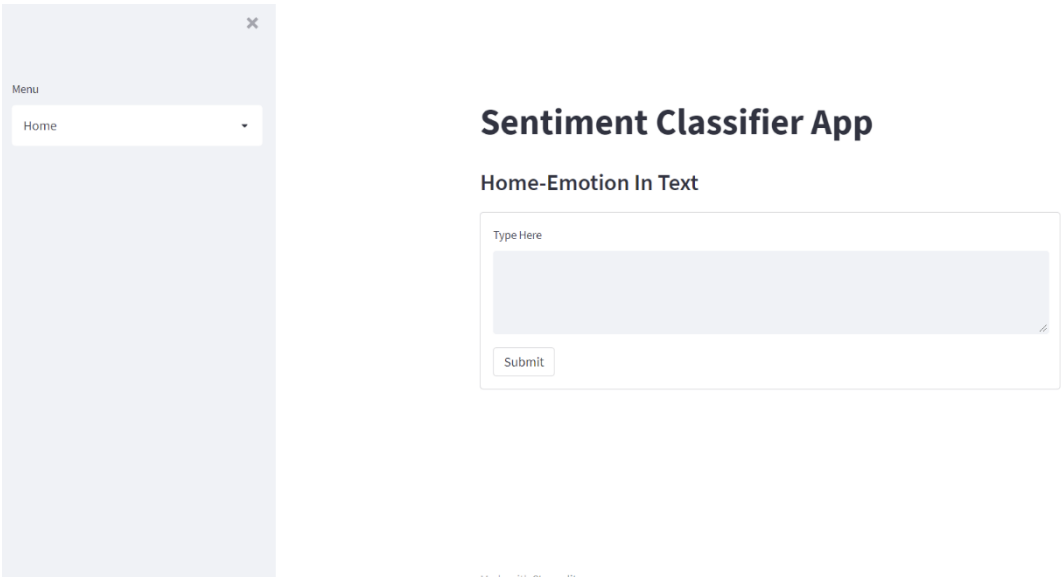 Menu
Home
Sentiment Classifier App
Home-Emotion In Text
Type Here
Submit